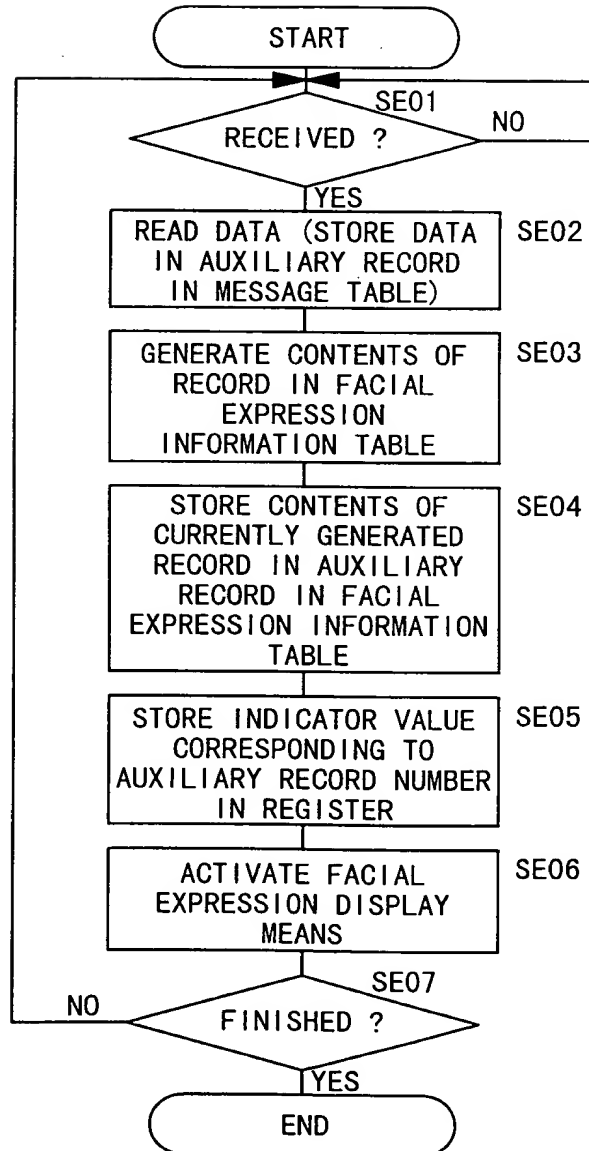 START
SE01
RECEIVED ?
NO
YES
READ DATA (STORE DATA
IN AUXILIARY RECORD
IN MESSAGE TABLE)
SE02
GENERATE CONTENTS OF
RECORD IN FACIAL
EXPRESSION
INFORMATION TABLE
SE03
STORE CONTENTS OF
CURRENTLY GENERATED
RECORD IN AUXILIARY
RECORD IN FACIAL
EXPRESSION INFORMATION
TABLE
SE04
STORE INDICATOR VALUE
CORRESPONDING TO
AUXILIARY RECORD NUMBER
IN REGISTER
SE05
ACTIVATE FACIAL
EXPRESSION DISPLAY
MEANS
SE06
SE07
NO
FINISHED ?
YES
END